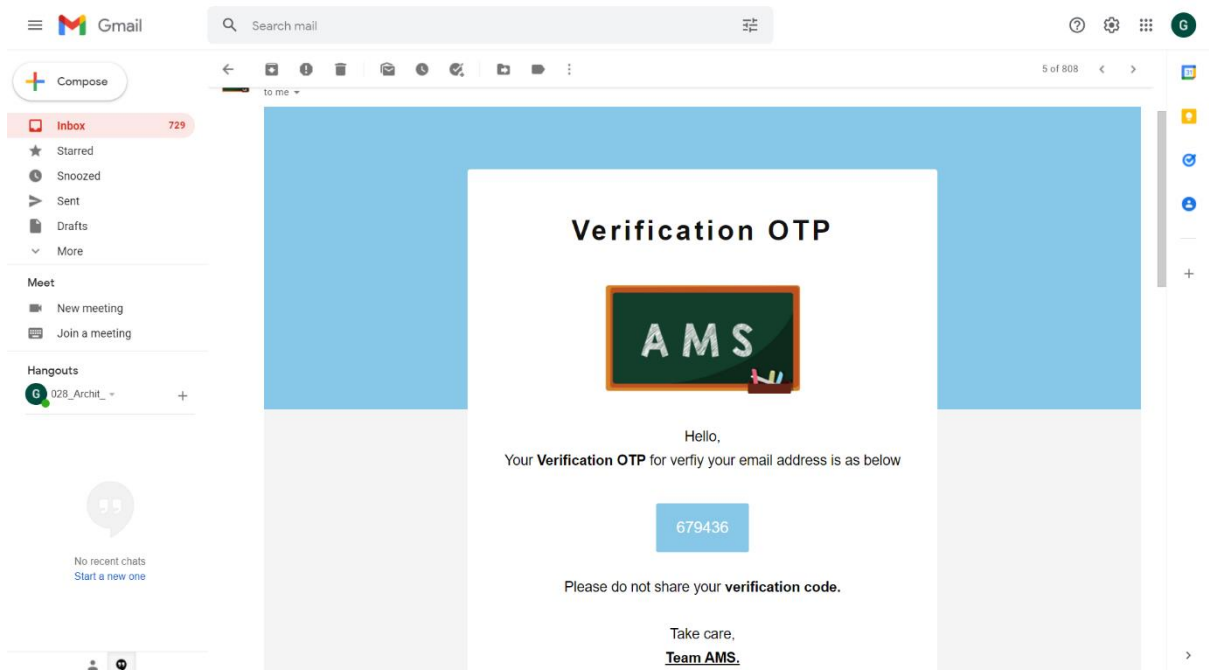 Gmail
Search mail
G
Compose
5 of 808
31
to me
Inbox 729
Starred
Snoozed
Sent
Drafts
More
Meet
New meeting
Join a meeting
Hangouts
G 028_Archit_
No recent chats
Start a new one
Verification OTP
AMS
Hello,
Your Verification OTP for verfiy your email address is as below
679436
Please do not share your verification code.
Take care,
Team AMS.